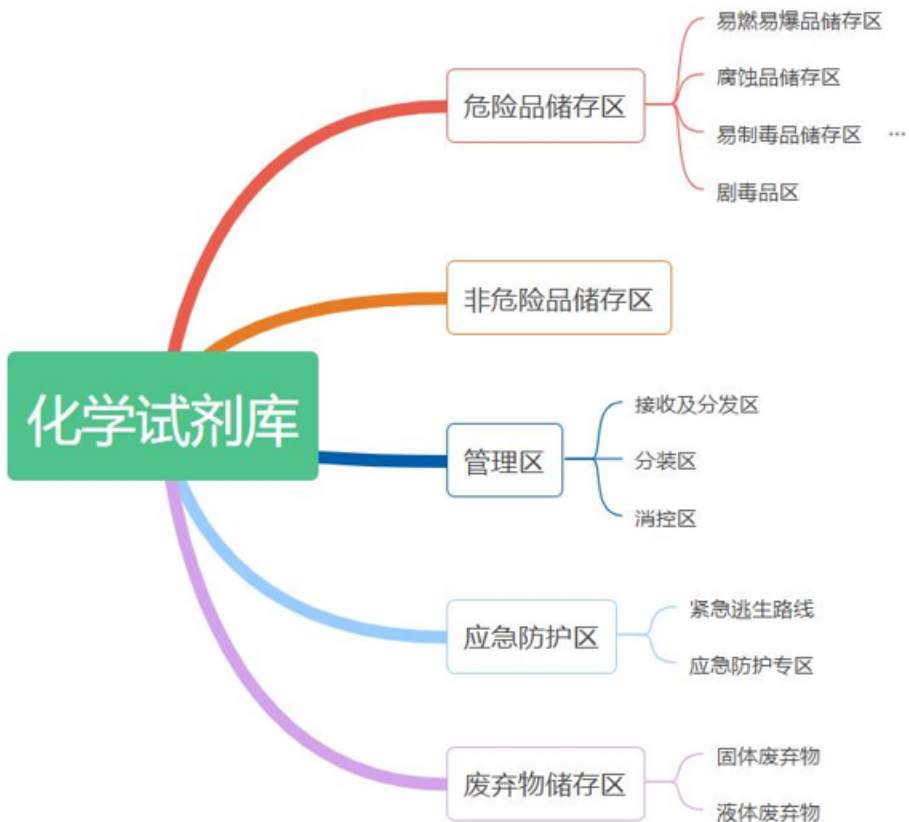 化学试剂库
危险品储存区
易燃易爆品储存区
腐蚀品储存区
易制毒品储存区 ...
剧毒品区
非危险品储存区
管理区
接收及分发区
分装区
消控区
应急防护区
紧急逃生路线
应急防护专区
废弃物储存区
固体废弃物
液体废弃物